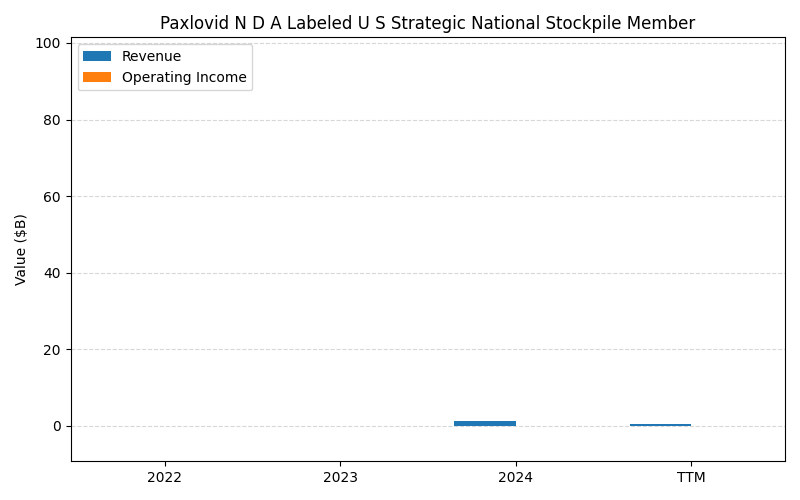 Paxlovid N D A Labeled U S Strategic National Stockpile Member
Revenue
Operating Income
Value ($B)
100
80
60
40
20
0
2022
2023
2024
TTM